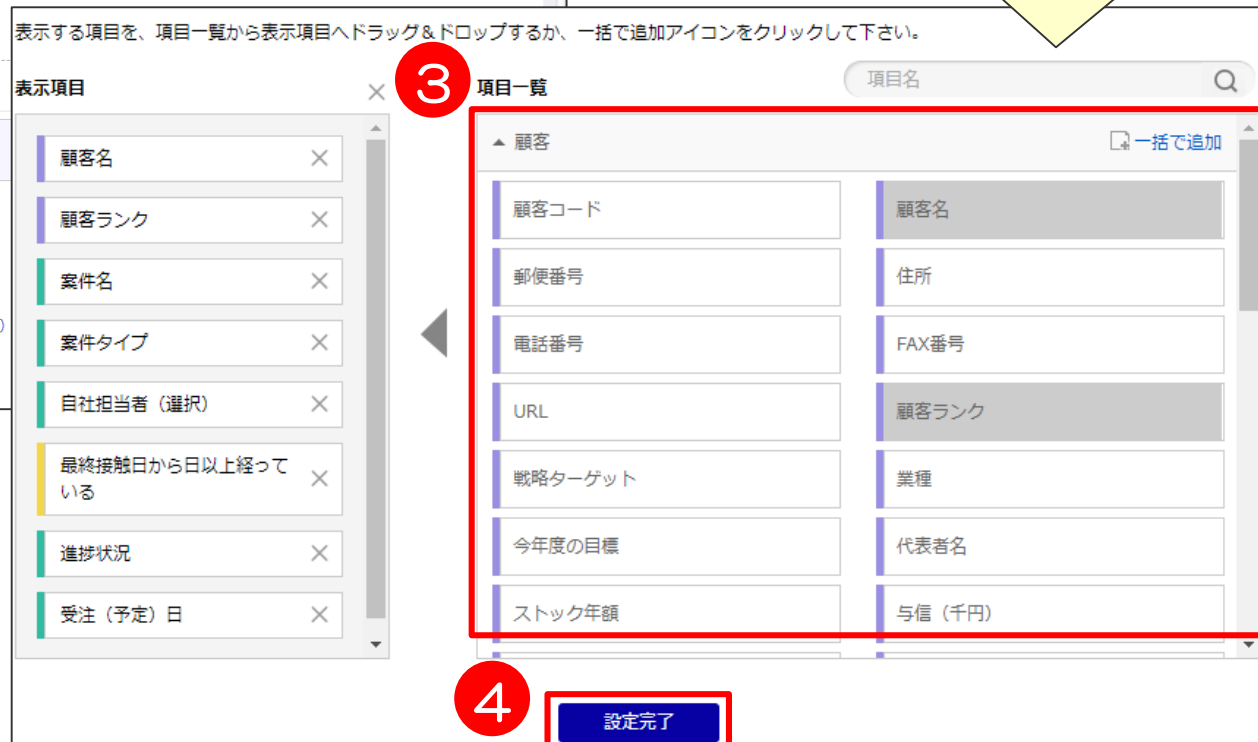 表示する項目を、項目一覧から表示項目へドラッグ&ドロップするか、一括で追加アイコンをクリックして下さい。
表示項目
3
項目一覧
項目名
顧客名
顧客ランク
案件名
案件タイプ
自社担当者（選択）
最終接触日から日以上経って
いる
進捗状況
受注（予定）日
顧客
一括で追加
顧客コード
顧客名
郵便番号
住所
電話番号
FAX番号
URL
顧客ランク
戦略ターゲット
業種
今年度の目標
代表者名
ストック年額
与信（千円）
4
設定完了